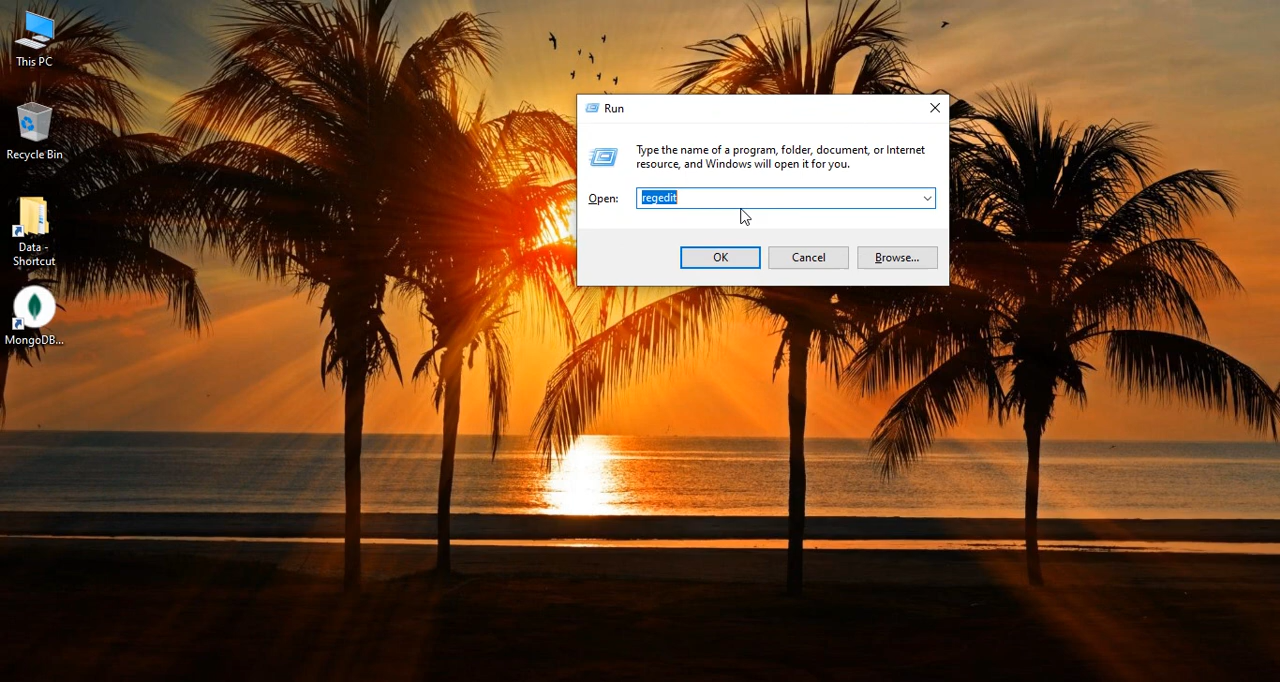 This PC
Recycle Bin
Data -
Shortcut
MongoDB...
Run
Type the name of a program, folder, document, or Internet
resource, and Windows will open it for you.
Open: regedit
OK Cancel Browse...